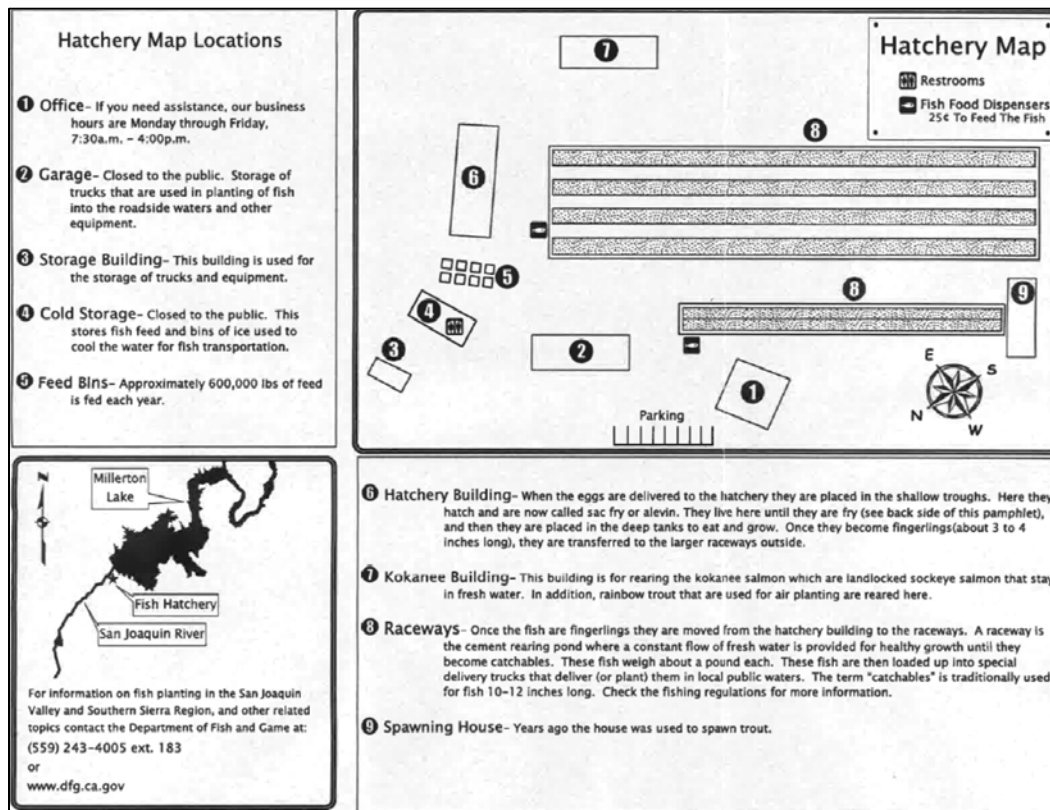 Hatchery Map Locations
1 Office- If you need assistance, our business
hours are Monday through Friday,
7:30a.m. - 4:00p.m.
2 Garage- Closed to the public. Storage of
trucks that are used in planting of fish
into the roadside waters and other
equipment.
3 Storage Building- This building is used for
the storage of trucks and equipment.
4 Cold Storage- Closed to the public. This
stores fish feed and bins of ice used to
cool the water for fish transportation.
5 Feed Bins- Approximately 600,000 lbs of feed
is fed each year.
Hatchery Map
Restrooms
Fish Food Dispensers
25¢ To Feed The Fish
7
8
6
5
8
9
4
3
2
1
Parking
E
S
N
W
N
Millerton
Lake
Fish Hatchery
San Joaquin River
For information on fish planting in the San Joaquin
Valley and Southern Sierra Region, and other related
topics contact the Department of Fish and Game at:
(559) 243-4005 ext. 183
or
www.dfg.ca.gov
6 Hatchery Building- When the eggs are delivered to the hatchery they are placed in the shallow troughs. Here they
hatch and are now called sac fry or alevin. They live here until they are fry (see back side of this pamphlet),
and then they are placed in the deep tanks to eat and grow. Once they become fingerlings(about 3 to 4
inches long), they are transferred to the larger raceways outside.
7 Kokanee Building- This building is for rearing the kokanee salmon which are landlocked sockeye salmon that stay
in fresh water. In addition, rainbow trout that are used for air planting are reared here.
8 Raceways- Once the fish are fingerlings they are moved from the hatchery building to the raceways. A raceway is
the cement rearing pond where a constant flow of fresh water is provided for healthy growth until they
become catchables. These fish weigh about a pound each. These fish are then loaded up into special
delivery trucks that deliver (or plant) them in local public waters. The term "catchables" is traditionally used
for fish 10-12 inches long. Check the fishing regulations for more information.
9 Spawning House- Years ago the house was used to spawn trout.